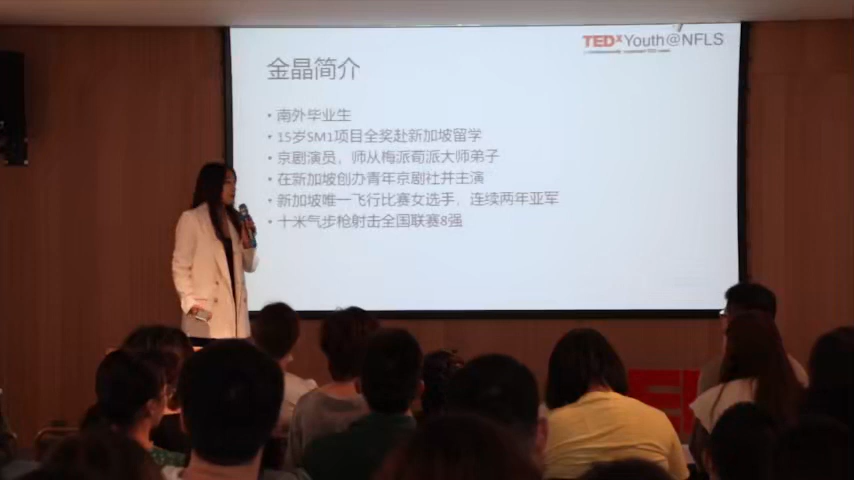 TEDxYouth@NFLS
金晶简介
• 南外毕业生
• 15岁SM1项目全奖赴新加坡留学
• 京剧演员，师从梅派荀派大师弟子
• 在新加坡创办青年京剧社并主演
• 新加坡唯一飞行比赛女选手，连续两年亚军
• 十米气步枪射击全国联赛8强